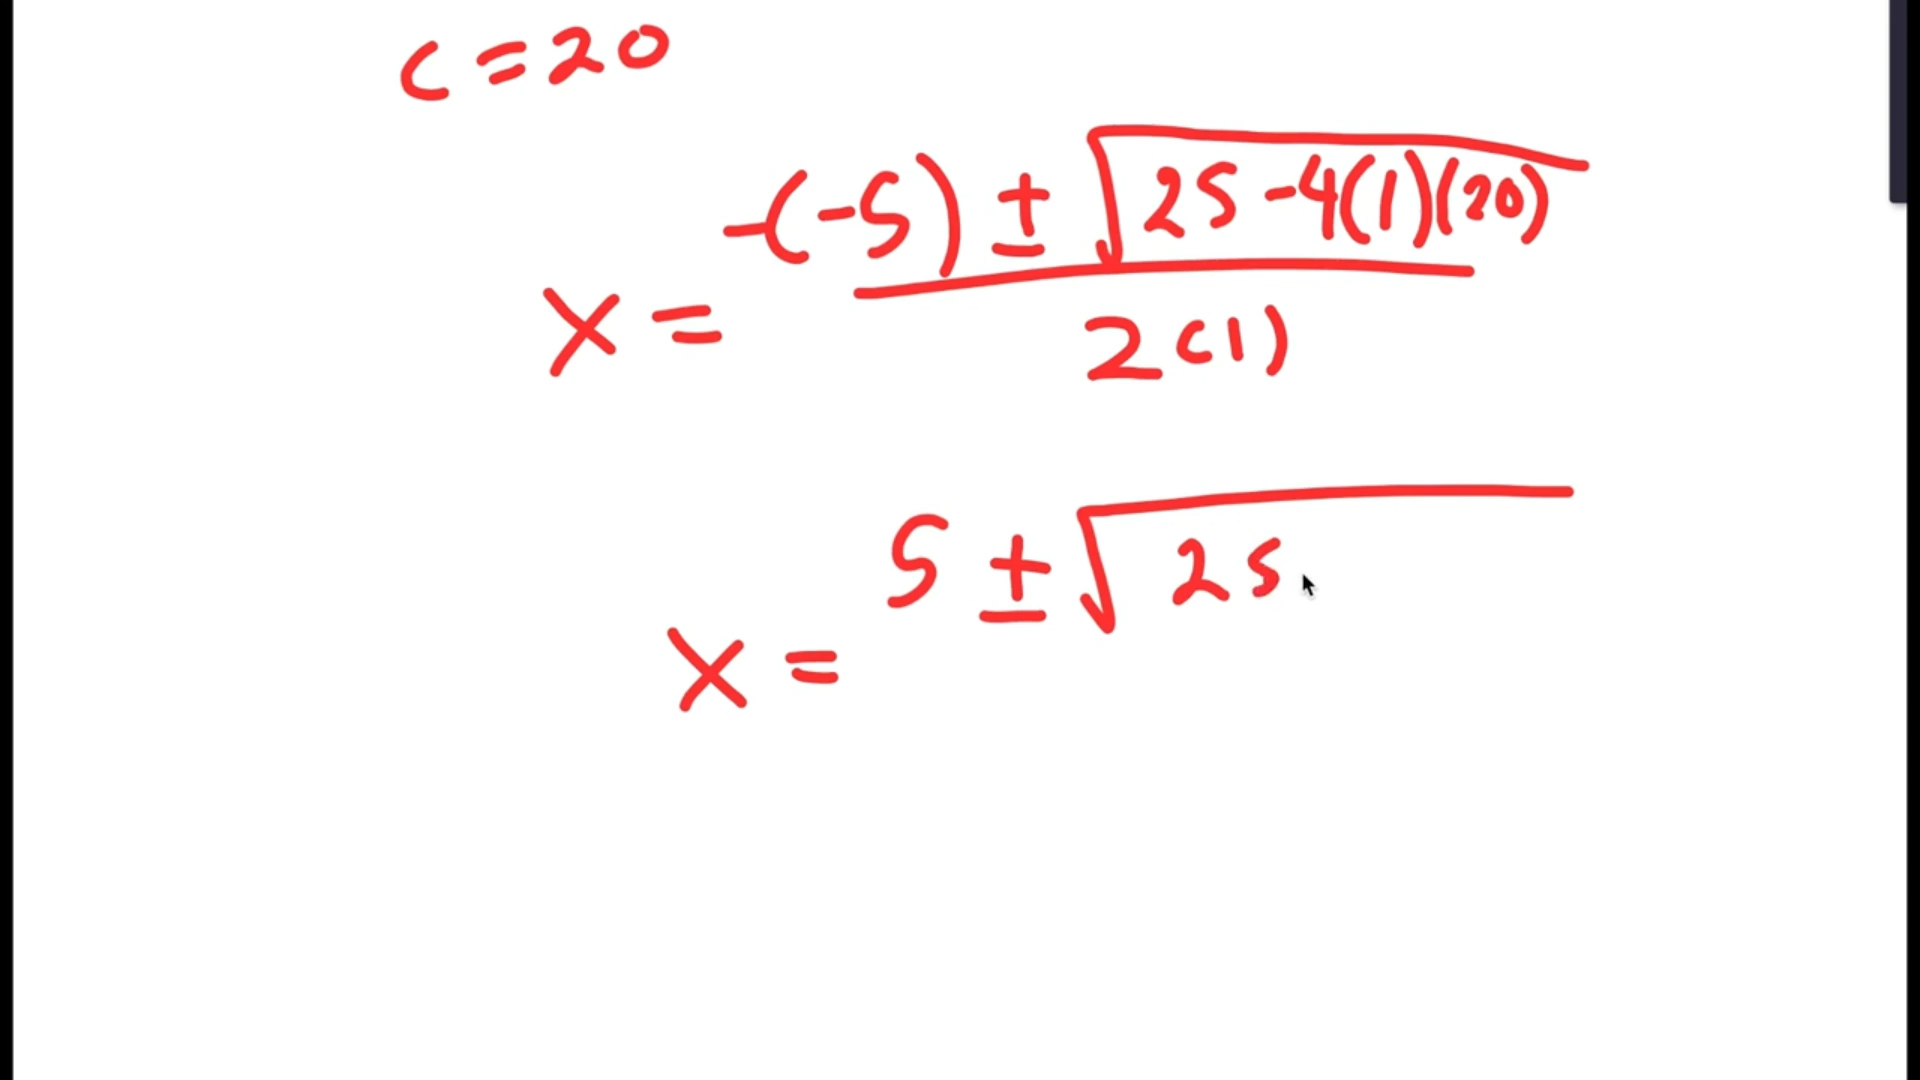 c=20
x = -(-5) ± √25-4(1)(20) / 2(1)
x = 5 ± √25